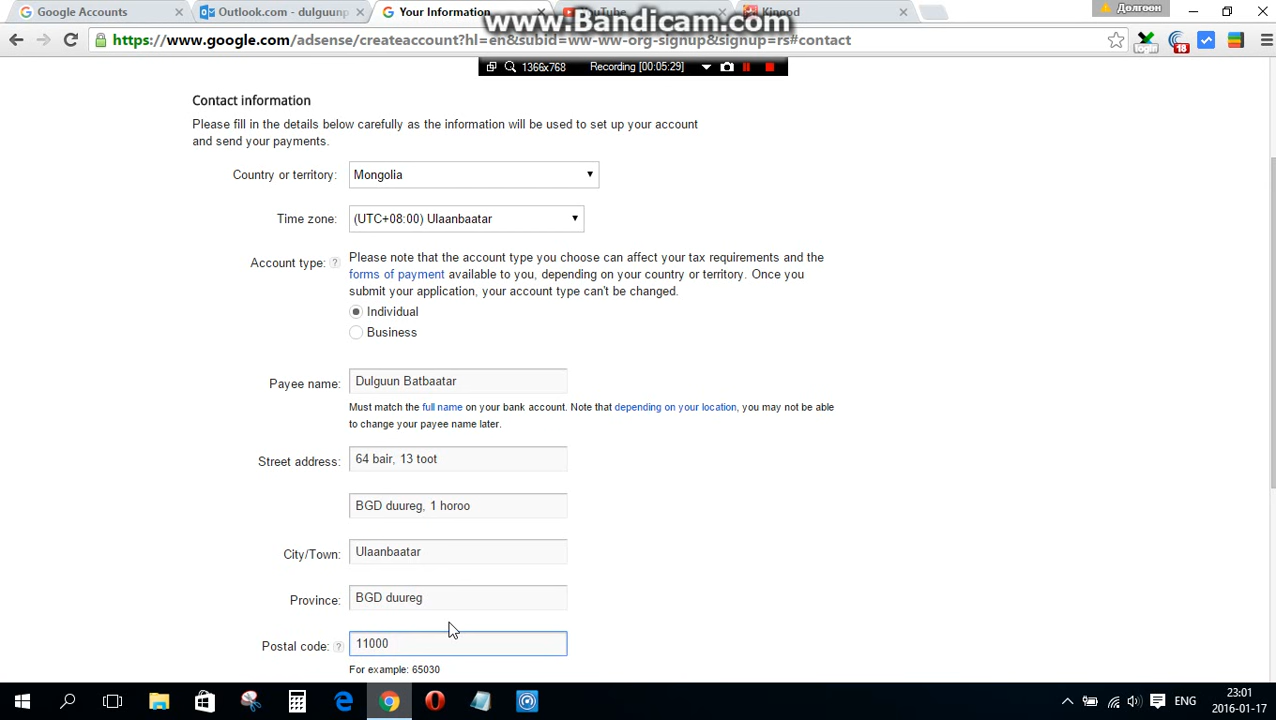 Google Accounts
Outlook.com - dulguunp
Your Information
YouTube
Kinood
Долгоон
www.Bandicam.com
https://www.google.com/adsense/createaccount?hl=en&subid=ww-ww-org-signup&signup=rs#contact
login
18
1366x768
Recording [00:05:29]
Contact information
Please fill in the details below carefully as the information will be used to set up your account
and send your payments.
Country or territory:
Mongolia
Time zone:
(UTC+08:00) Ulaanbaatar
Account type: ?
Please note that the account type you choose can affect your tax requirements and the
forms of payment available to you, depending on your country or territory. Once you
submit your application, your account type can't be changed.
Individual
Business
Payee name:
Dulguun Batbaatar
Must match the full name on your bank account. Note that depending on your location, you may not be able
to change your payee name later.
Street address:
64 bair, 13 toot
BGD duureg, 1 horoo
City/Town:
Ulaanbaatar
Province:
BGD duureg
Postal code: ?
11000
For example: 65030
ENG
23:01
2016-01-17